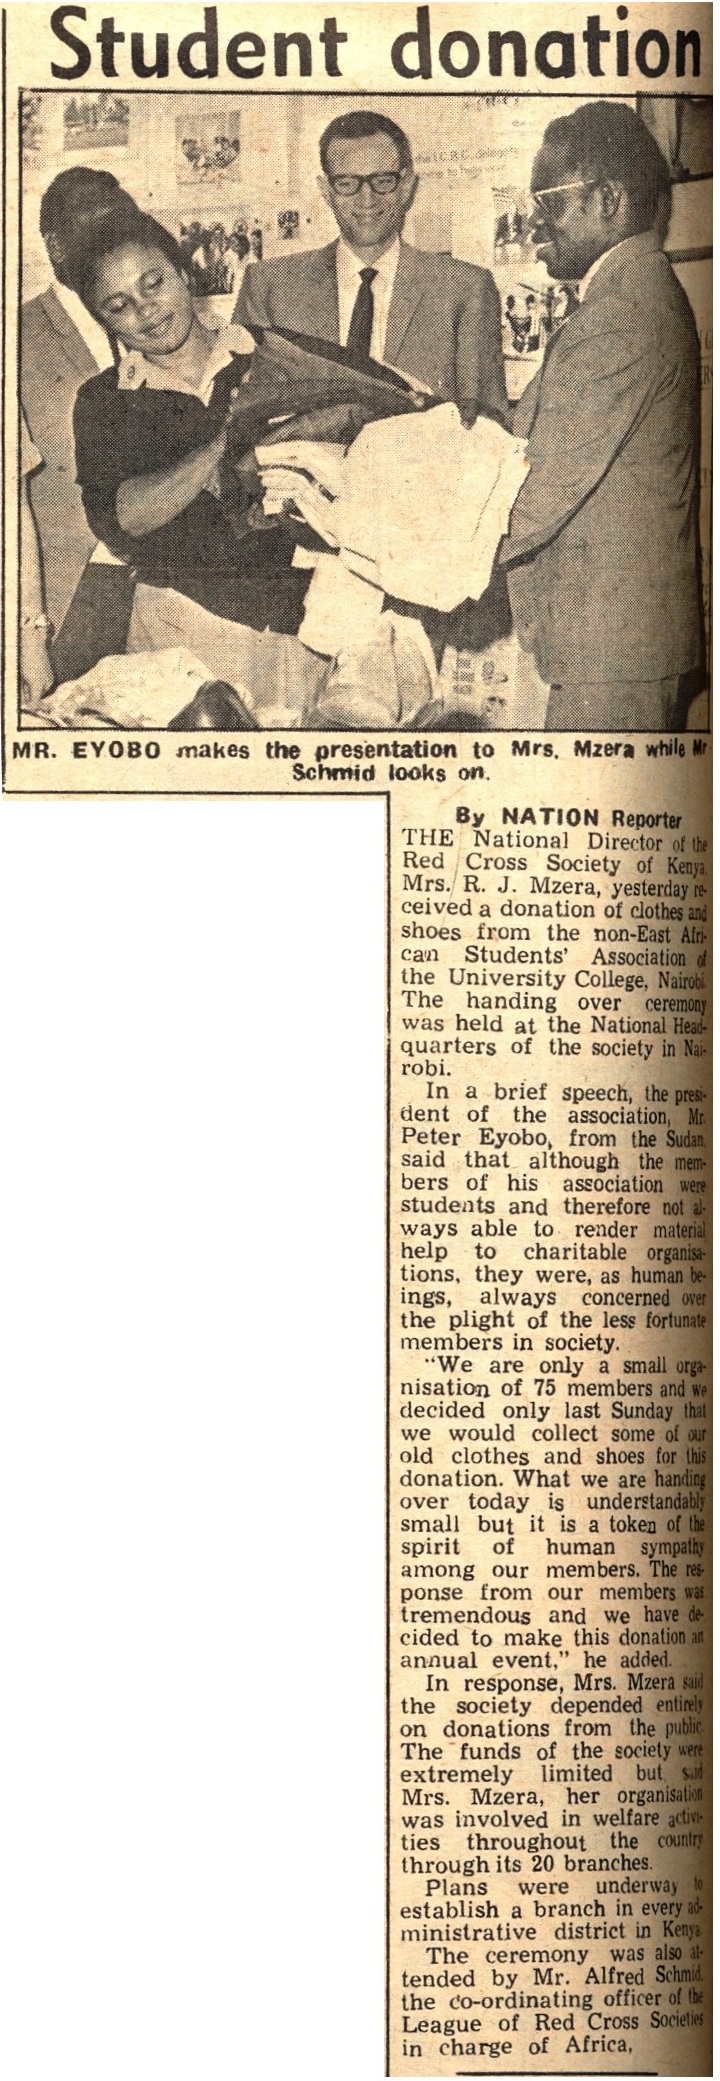 Student donation
MR. EYOBO makes the presentation to Mrs. Mzera while Mr
Schmid looks on.
By NATION Reporter
THE National Director of the
Red Cross Society of Kenya,
Mrs. R. J. Mzera, yesterday re-
ceived a donation of clothes and
shoes from the non-East Afri-
can Students' Association of
the University College, Nairobi.
The handing over ceremony
was held at the National Head-
quarters of the society in Nai-
robi.
In a brief speech, the presi-
dent of the association, Mr.
Peter Eyobo, from the Sudan,
said that although the mem-
bers of his association were
students and therefore not al-
ways able to render material
help to charitable organisa-
tions, they were, as human be-
ings, always concerned over
the plight of the less fortunate
members in society.
"We are only a small orga-
nisation of 75 members and we
decided only last Sunday that
we would collect some of our
old clothes and shoes for this
donation. What we are handing
over today is understandably
small but it is a token of the
spirit of human sympathy
among our members. The res-
ponse from our members was
tremendous and we have de-
cided to make this donation an
annual event," he added.
In response, Mrs. Mzera said
the society depended entirely
on donations from the public.
The funds of the society were
extremely limited but, said
Mrs. Mzera, her organisation
was involved in welfare activi-
ties throughout the country
through its 20 branches.
Plans were underway to
establish a branch in every ad-
ministrative district in Kenya.
The ceremony was also at-
tended by Mr. Alfred Schmid,
the co-ordinating officer of the
League of Red Cross Societies
in charge of Africa,